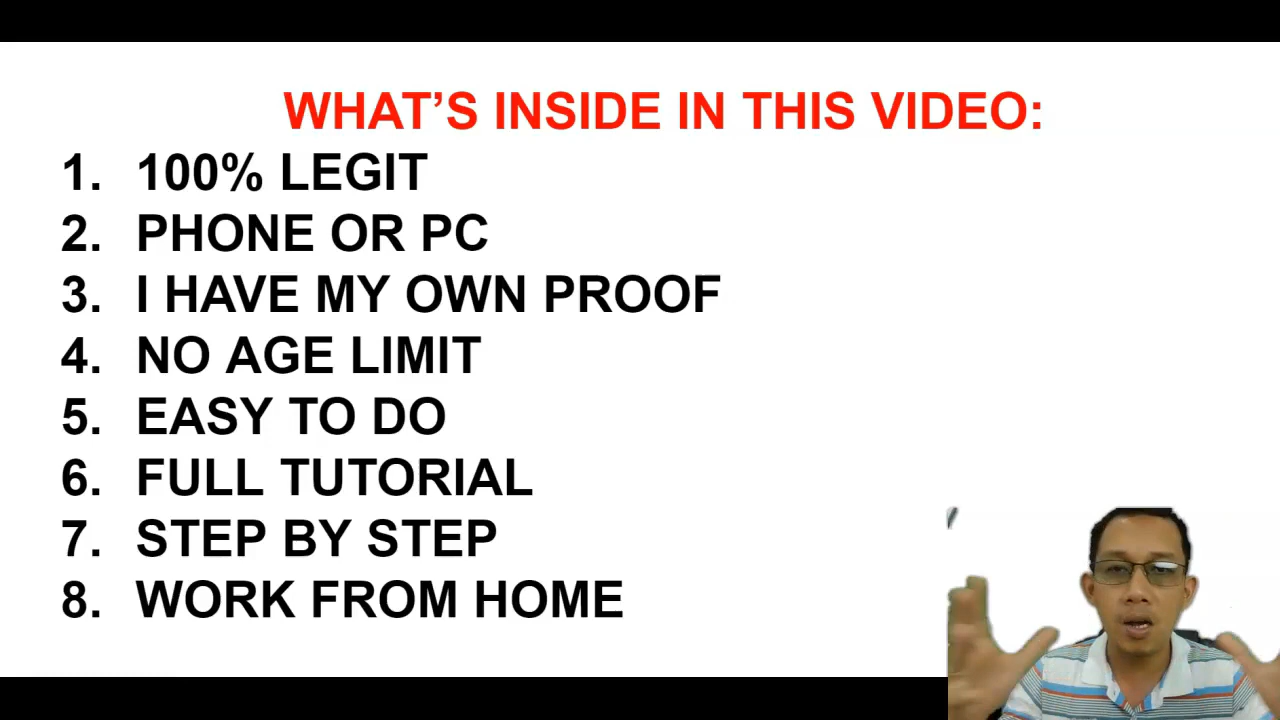 WHAT'S INSIDE IN THIS VIDEO:
1. 100% LEGIT
2. PHONE OR PC
3. I HAVE MY OWN PROOF
4. NO AGE LIMIT
5. EASY TO DO
6. FULL TUTORIAL
7. STEP BY STEP
8. WORK FROM HOME